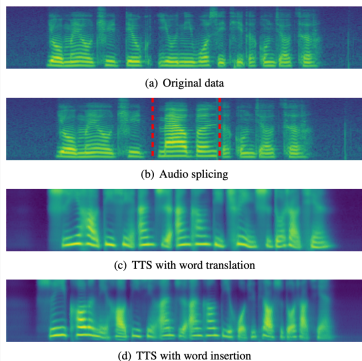 (a) Original data
(b) Audio splicing
(c) TTS with word translation
(d) TTS with word insertion